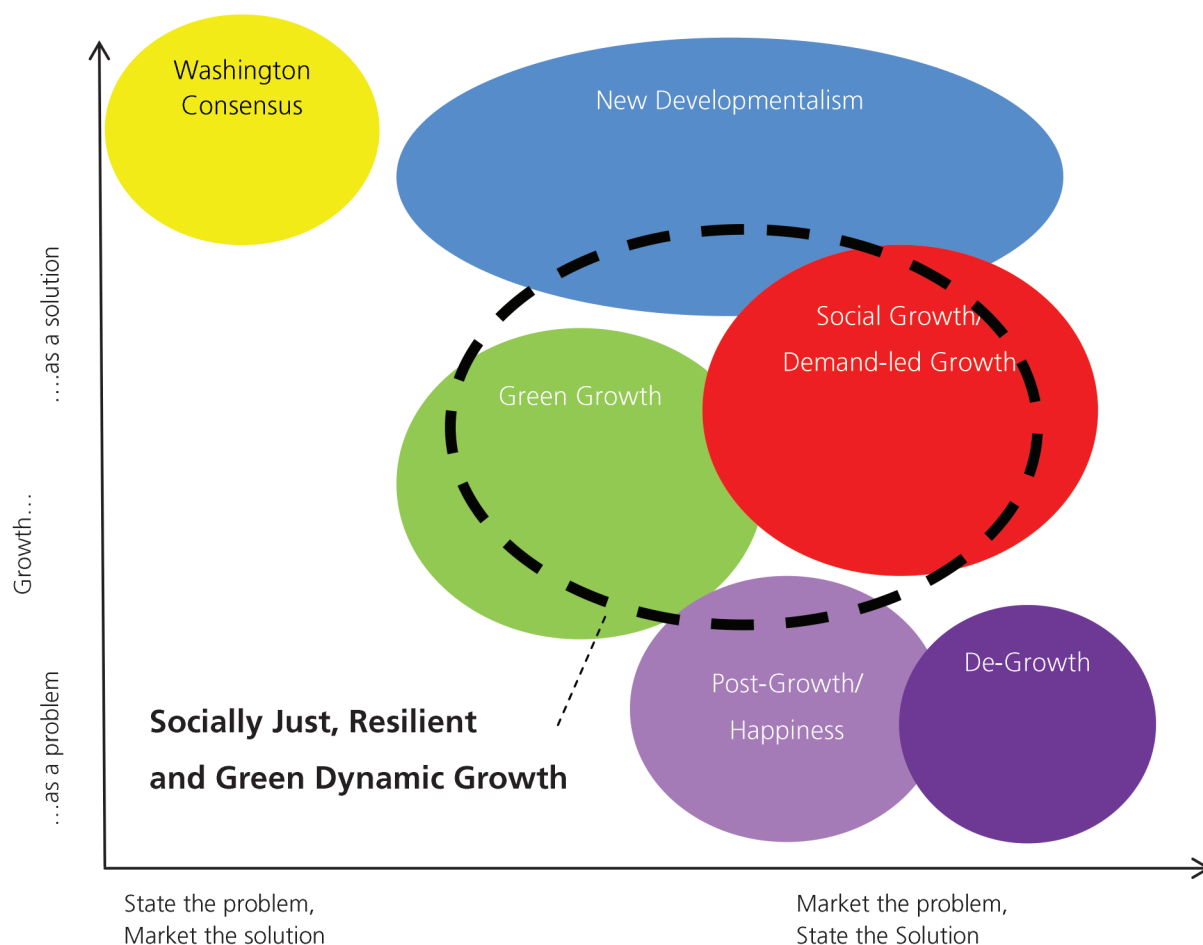 Washington
Consensus
New Developmentalism
Social Growth/
Demand-led Growth
Green Growth
Post-Growth/
Happiness
De-Growth
Socially Just, Resilient
and Green Dynamic Growth
....as a solution
Growth...
...as a problem
State the problem,
Market the solution
Market the problem,
State the Solution